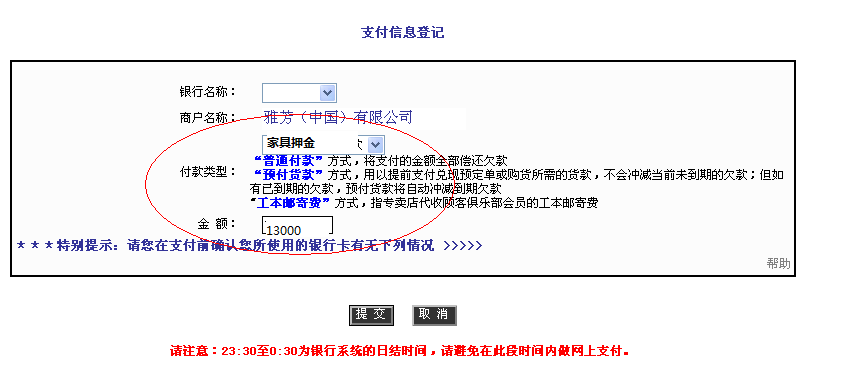 支付信息登记
银行名称：
商户名称： 雅芳（中国）有限公司
家具押金
付款类型：
“普通付款”方式，将支付的金额全部偿还欠款
“预付货款”方式，用以提前支付兑现预定单或购货所需的货款，不会冲减当前未到期的欠款；但如
有已到期的欠款，预付货款将自动冲减到期欠款
“工本邮寄费”方式，指专卖店代收顾客俱乐部会员的工本邮寄费
金 额： 13000
* * * 特别提示：请您在支付前确认您所使用的银行卡有无下列情况 >>>>>
帮助
提 交 取 消
请注意：23:30至0:30为银行系统的日结时间，请避免在此段时间内做网上支付。